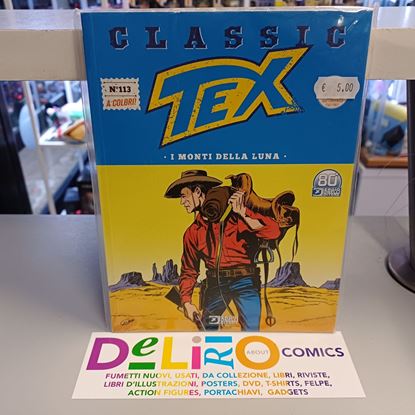 CLASSIC
N°113
A COLORI!
TEX
€ 5,00
· I MONTI DELLA LUNA ·
80
DeLiRiO ABOUT COMICS
FUMETTI NUOVI, USATI, DA COLLEZIONE, LIBRI, RIVISTE,
LIBRI D'ILLUSTRAZIONI, POSTERS, DVD, T-SHIRTS, FELPE,
ACTION FIGURES, PORTACHIAVI, GADGETS